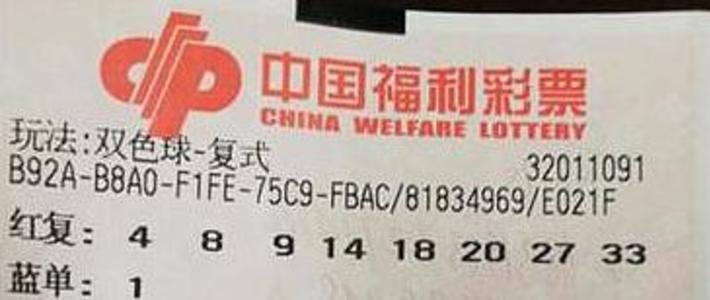 中国福利彩票
CHINA WELFARE LOTTERY
玩法:双色球-复式 32011091
B92A-B8A0-F1FE-75C9-FBAC/81834969/E021F
红复: 4 8 9 14 18 20 27 33
蓝单: 1